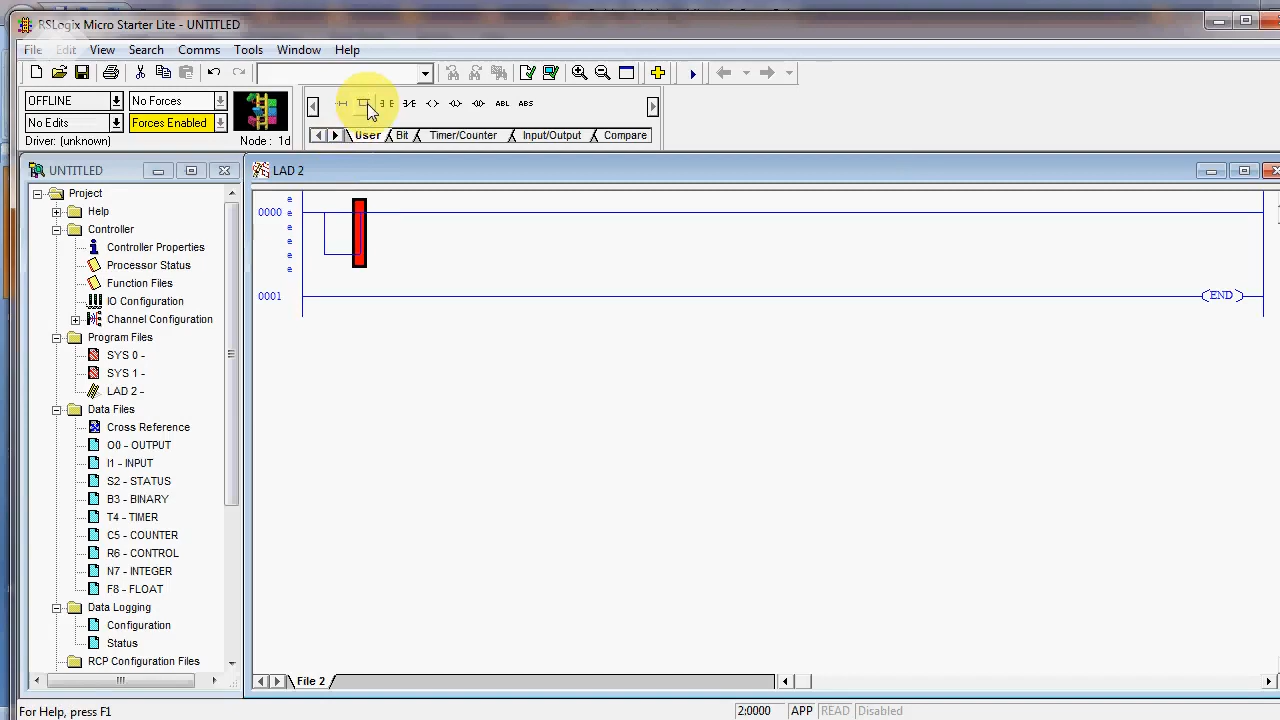 RSLogix Micro Starter Lite - UNTITLED
File Edit View Search Comms Tools Window Help
OFFLINE No Forces
No Edits Forces Enabled
Driver: (unknown) Node : 1d
ABL ABS
User Bit Timer/Counter Input/Output Compare
UNTITLED
Project
Help
Controller
Controller Properties
Processor Status
Function Files
IO Configuration
Channel Configuration
Program Files
SYS 0 -
SYS 1 -
LAD 2 -
Data Files
Cross Reference
O0 - OUTPUT
I1 - INPUT
S2 - STATUS
B3 - BINARY
T4 - TIMER
C5 - COUNTER
R6 - CONTROL
N7 - INTEGER
F8 - FLOAT
Data Logging
Configuration
Status
RCP Configuration Files
LAD 2
e
0000 e
e
e
e
e
0001 END
File 2
For Help, press F1 2:0000 APP READ Disabled